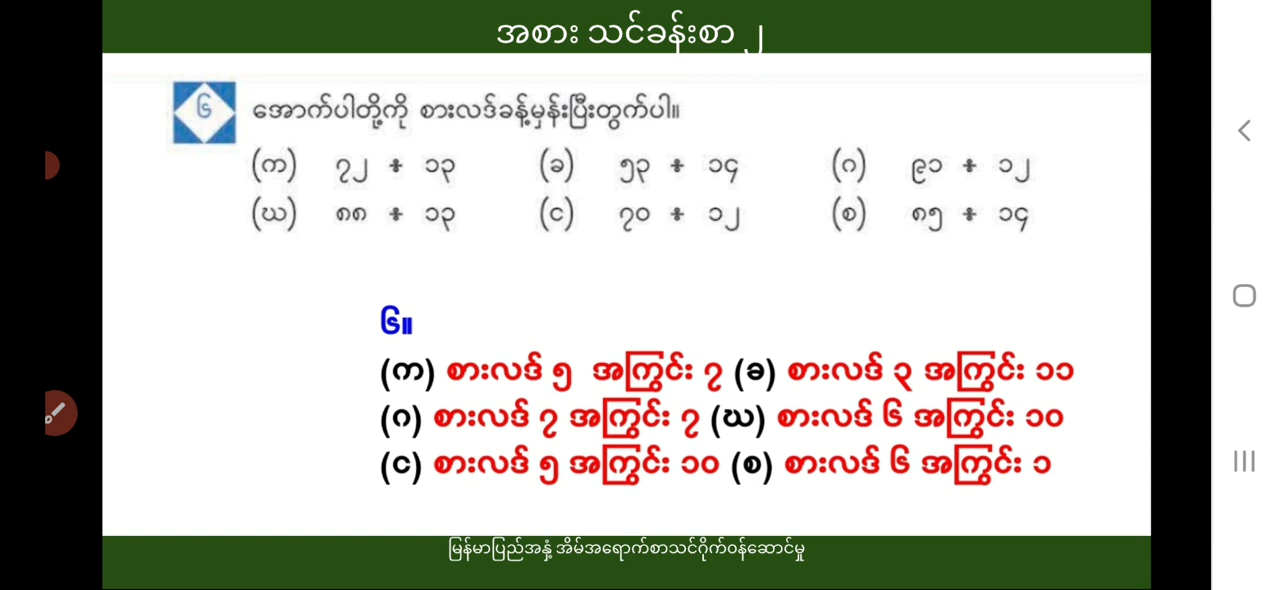 အစား သင်ခန်းစာ ၂
၆ အောက်ပါတို့ကို စားလဒ်ခန့်မှန်းပြီးတွက်ပါ။
(က) ၇၂ ÷ ၁၃ (ခ) ၅၃ ÷ ၁၄ (ဂ) ၉၁ ÷ ၁၂
(ဃ) ၈၈ ÷ ၁၃ (င) ၇၀ ÷ ၁၂ (စ) ၈၅ ÷ ၁၄
၆။
(က) စားလဒ် ၅ အကြွင်း ၇ (ခ) စားလဒ် ၃ အကြွင်း ၁၁
(ဂ) စားလဒ် ၇ အကြွင်း ၇ (ဃ) စားလဒ် ၆ အကြွင်း ၁၀
(င) စားလဒ် ၅ အကြွင်း ၁၀ (စ) စားလဒ် ၆ အကြွင်း ၁
မြန်မာပြည်အနှံ့ အိမ်အရောက်စာသင်ဂိုက်ဝန်ဆောင်မှု